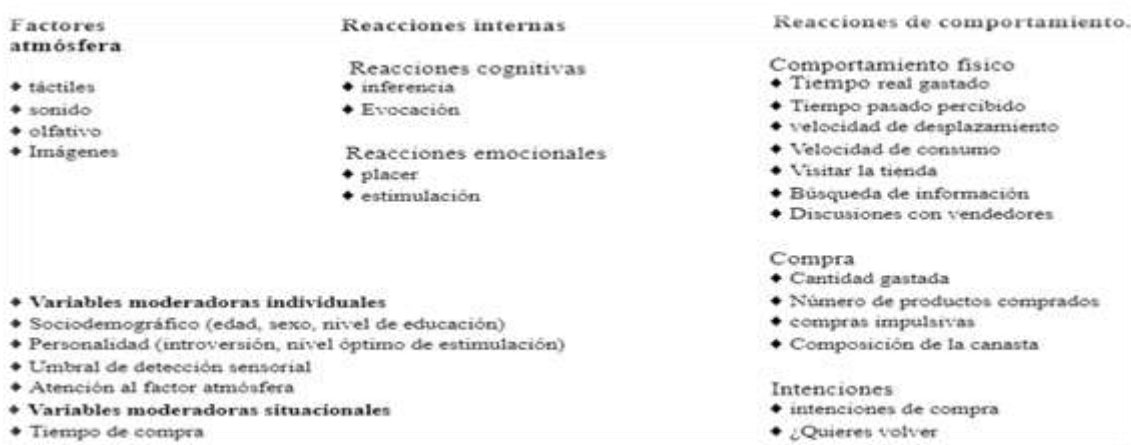 Factores
atmósfera
◆ táctiles
◆ sonido
◆ olfativo
◆ Imágenes
Reacciones internas
Reacciones cognitivas
◆ inferencia
◆ Evocación
Reacciones emocionales
◆ placer
◆ estimulación
Reacciones de comportamiento.
Comportamiento físico
◆ Tiempo real gastado
◆ Tiempo pasado percibido
◆ velocidad de desplazamiento
◆ Velocidad de consumo
◆ Visitar la tienda
◆ Búsqueda de información
◆ Discusiones con vendedores
Compra
◆ Cantidad gastada
◆ Número de productos comprados
◆ compras impulsivas
◆ Composición de la canasta
Intenciones
◆ intenciones de compra
◆ ¿Quieres volver
◆ Variables moderadoras individuales
◆ Sociodemográfico (edad, sexo, nivel de educación)
◆ Personalidad (introversión, nivel óptimo de estimulación)
◆ Umbral de detección sensorial
◆ Atención al factor atmósfera
◆ Variables moderadoras situacionales
◆ Tiempo de compra